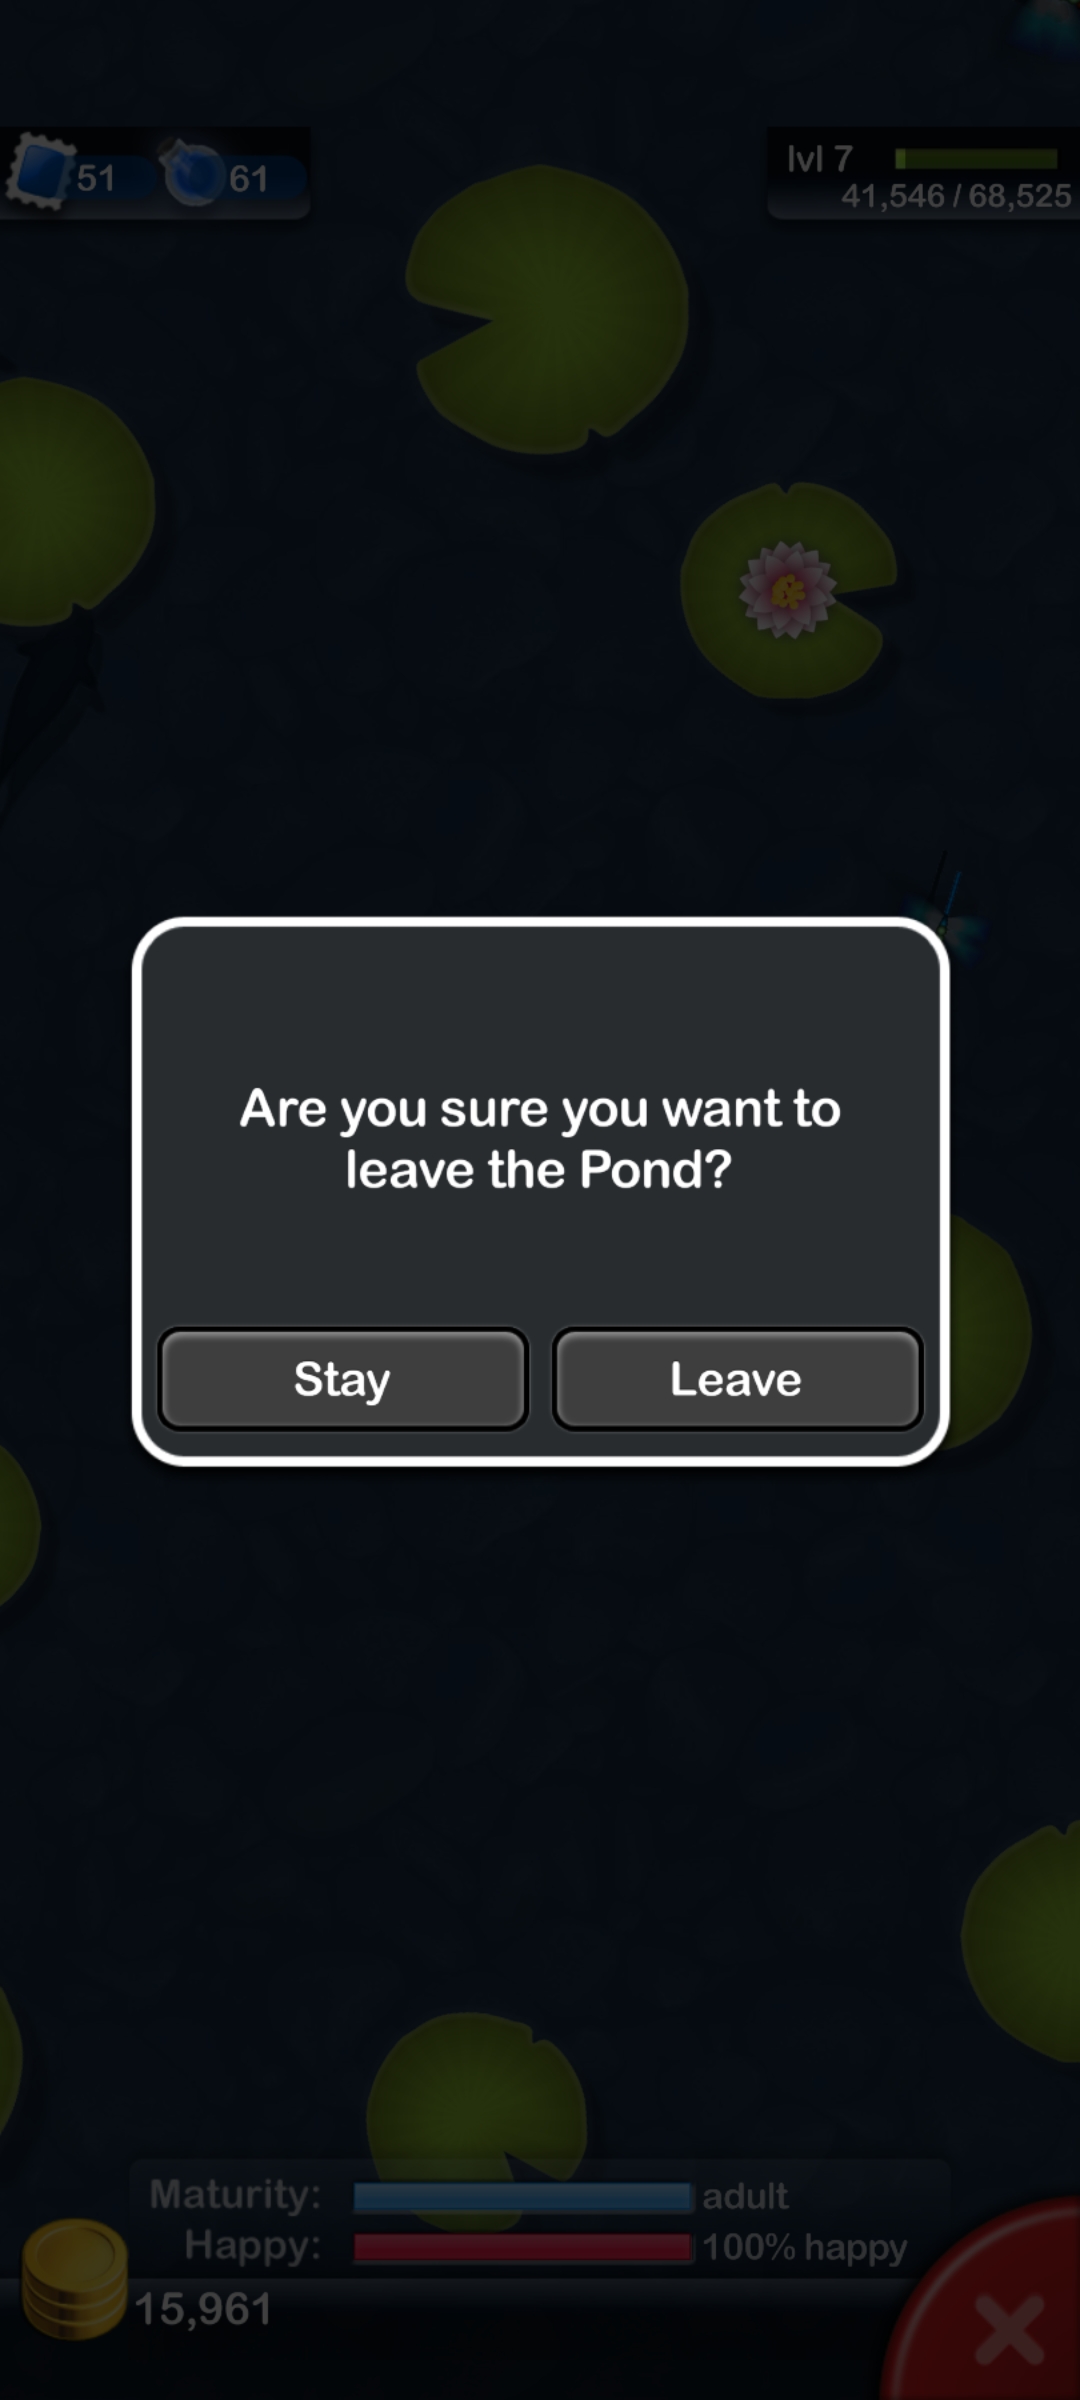 51
61
lvl 7
41,546 / 68,525
Are you sure you want to
leave the Pond?
Stay
Leave
Maturity:
adult
Happy:
100% happy
15,961